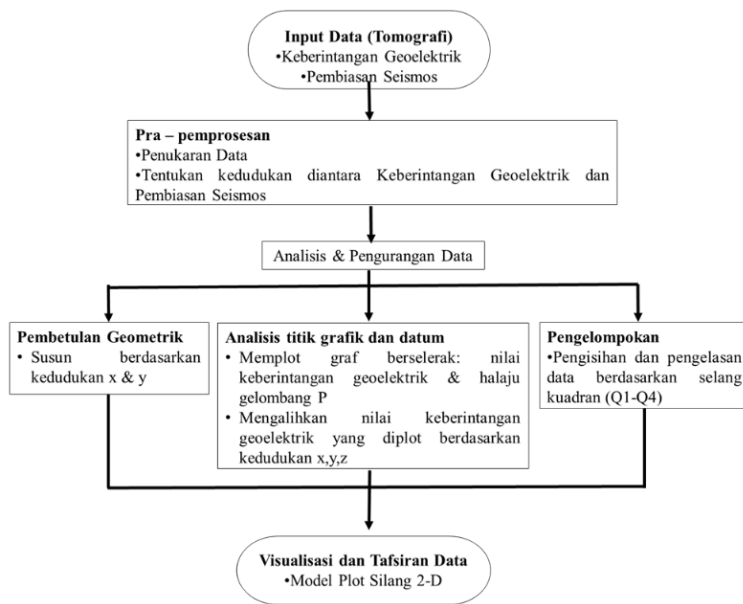 Input Data (Tomografi)
•Keberintangan Geoelektrik
•Pembiasan Seismos
Pra – pemprosesan
•Penukaran Data
•Tentukan kedudukan diantara Keberintangan Geoelektrik dan
Pembiasan Seismos
Analisis & Pengurangan Data
Pembetulan Geometrik
• Susun berdasarkan
kedudukan x & y
Analisis titik grafik dan datum
• Memplot graf berselerak: nilai
keberintangan geoelektrik & halaju
gelombang P
• Mengalihkan nilai keberintangan
geoelektrik yang diplot berdasarkan
kedudukan x,y,z
Pengelompokan
•Pengisihan dan pengelasan
data berdasarkan selang
kuadran (Q1-Q4)
Visualisasi dan Tafsiran Data
•Model Plot Silang 2-D